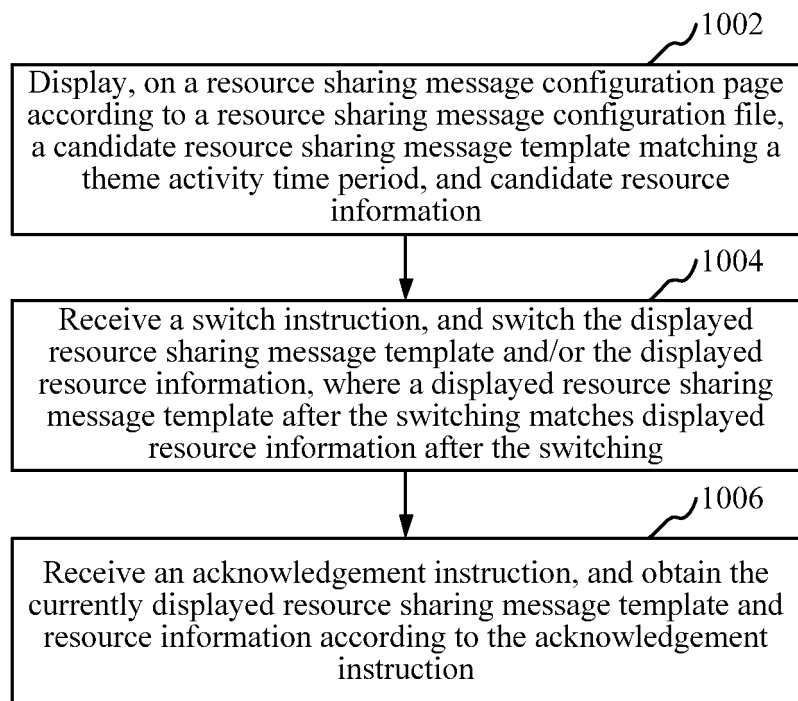 1002
Display, on a resource sharing message configuration page
according to a resource sharing message configuration file,
a candidate resource sharing message template matching a
theme activity time period, and candidate resource
information
1004
Receive a switch instruction, and switch the displayed
resource sharing message template and/or the displayed
resource information, where a displayed resource sharing
message template after the switching matches displayed
resource information after the switching
1006
Receive an acknowledgement instruction, and obtain the
currently displayed resource sharing message template and
resource information according to the acknowledgement
instruction